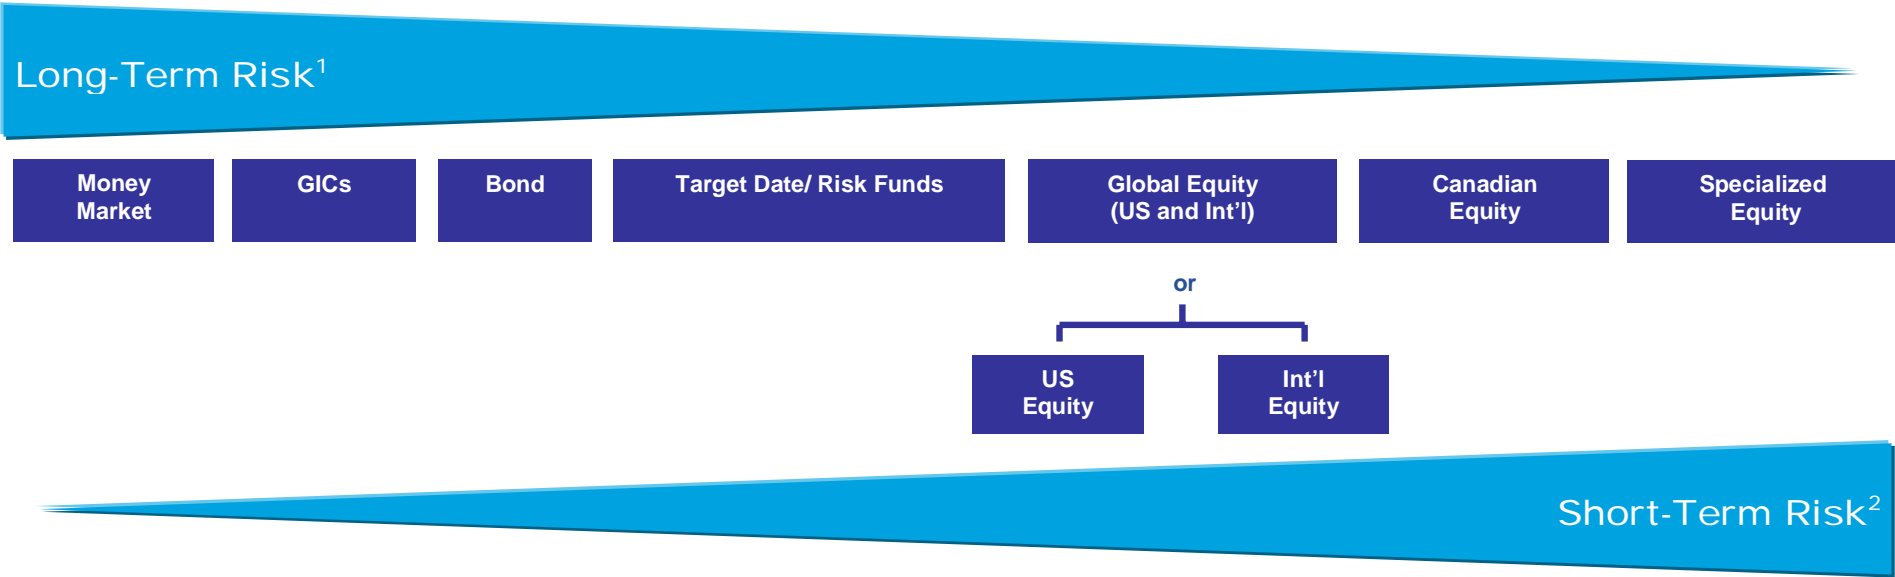 Long-Term Risk¹
Money
Market
GICs
Bond
Target Date/ Risk Funds
Global Equity
(US and Int’l)
Canadian
Equity
Specialized
Equity
or
US
Equity
Int’l
Equity
Short-Term Risk²